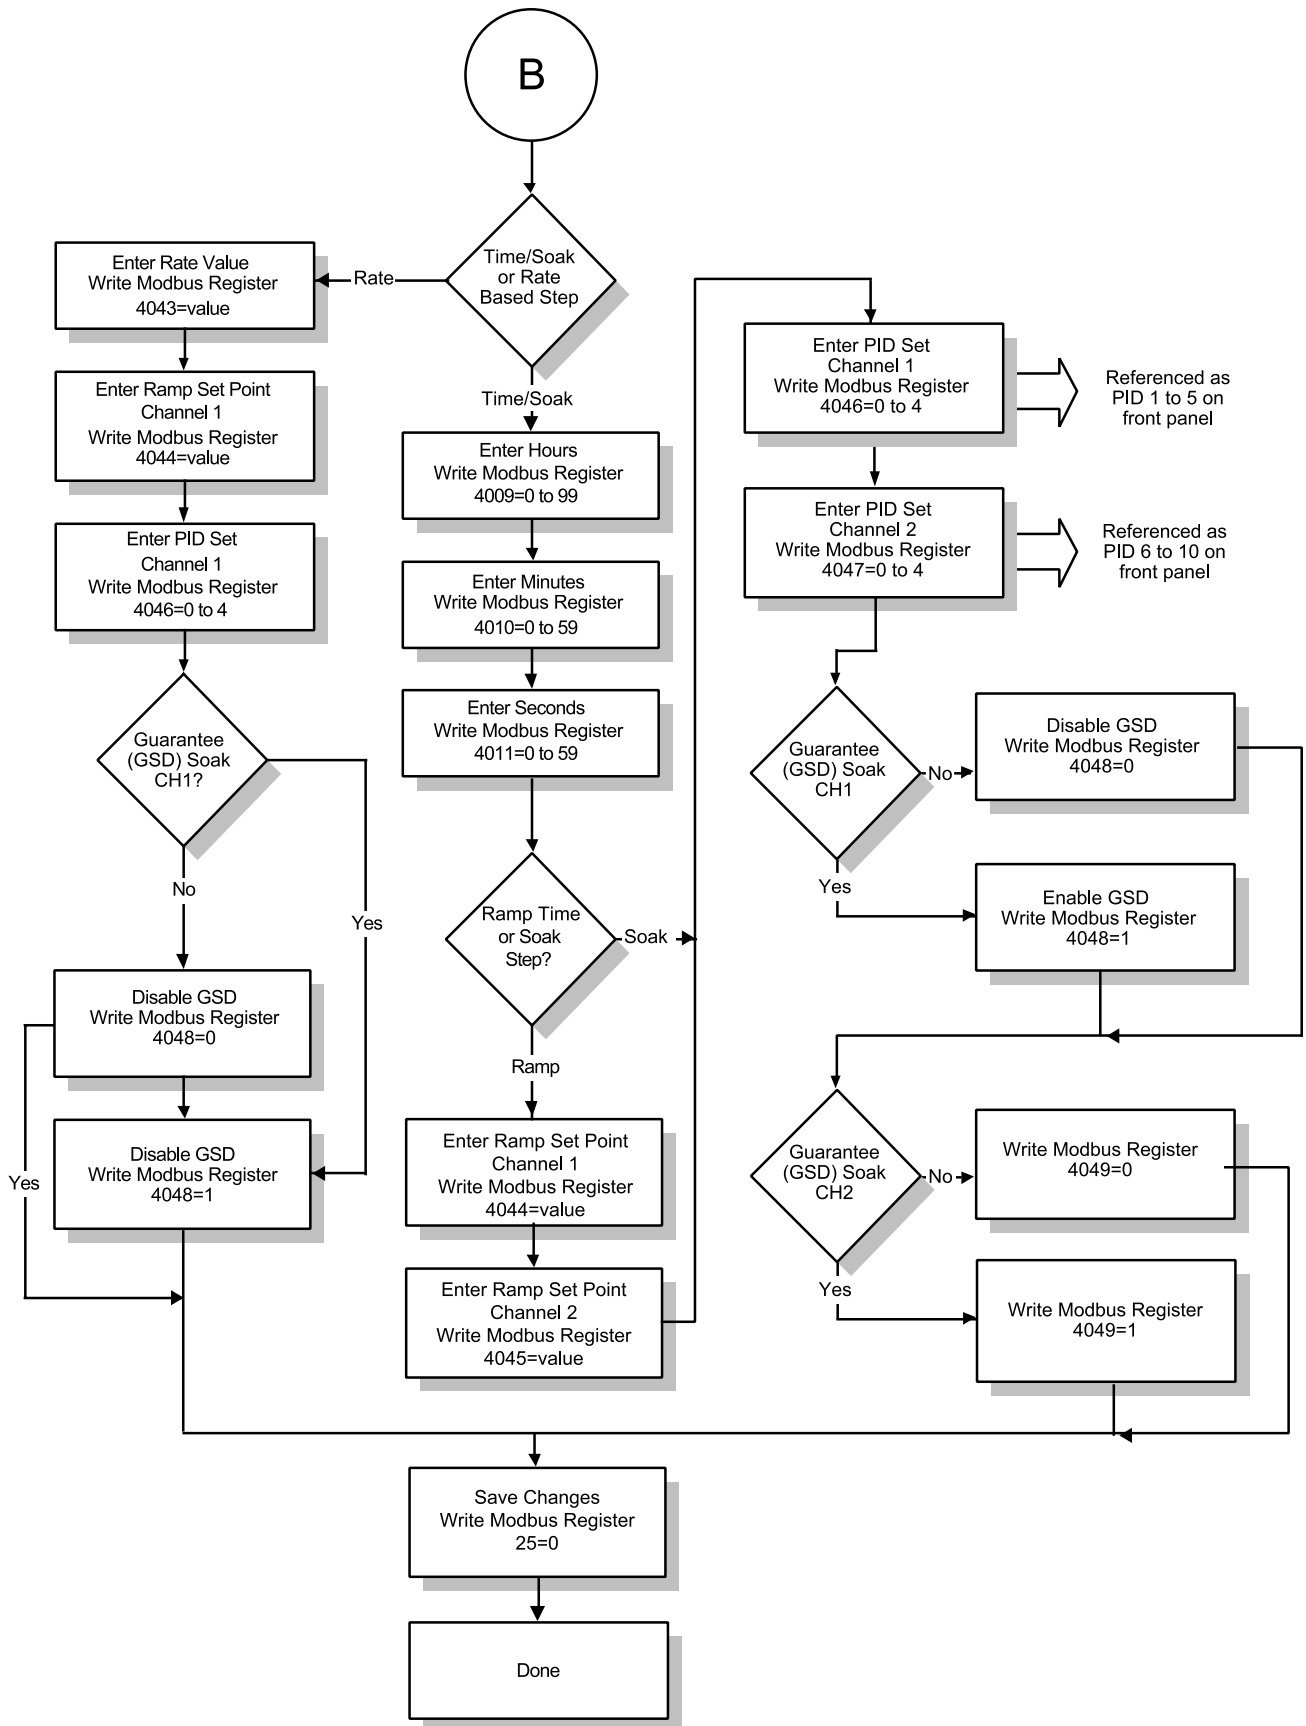 B
Time/Soak
or Rate
Based Step
Rate
Enter Rate Value
Write Modbus Register
4043=value
Enter Ramp Set Point
Channel 1
Write Modbus Register
4044=value
Enter PID Set
Channel 1
Write Modbus Register
4046=0 to 4
Guarantee
(GSD) Soak
CH1?
No
Yes
Disable GSD
Write Modbus Register
4048=0
Yes
Disable GSD
Write Modbus Register
4048=1
Time/Soak
Enter Hours
Write Modbus Register
4009=0 to 99
Enter Minutes
Write Modbus Register
4010=0 to 59
Enter Seconds
Write Modbus Register
4011=0 to 59
Ramp Time
or Soak
Step?
Soak
Ramp
Enter Ramp Set Point
Channel 1
Write Modbus Register
4044=value
Enter Ramp Set Point
Channel 2
Write Modbus Register
4045=value
Enter PID Set
Channel 1
Write Modbus Register
4046=0 to 4
Referenced as
PID 1 to 5 on
front panel
Enter PID Set
Channel 2
Write Modbus Register
4047=0 to 4
Referenced as
PID 6 to 10 on
front panel
Guarantee
(GSD) Soak
CH1
No
Disable GSD
Write Modbus Register
4048=0
Yes
Enable GSD
Write Modbus Register
4048=1
Guarantee
(GSD) Soak
CH2
No
Write Modbus Register
4049=0
Yes
Write Modbus Register
4049=1
Save Changes
Write Modbus Register
25=0
Done